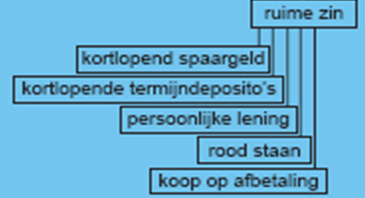 ruime zin
kortlopend spaargeld
kortlopende termijndeposito's
persoonlijke lening
rood staan
koop op afbetaling